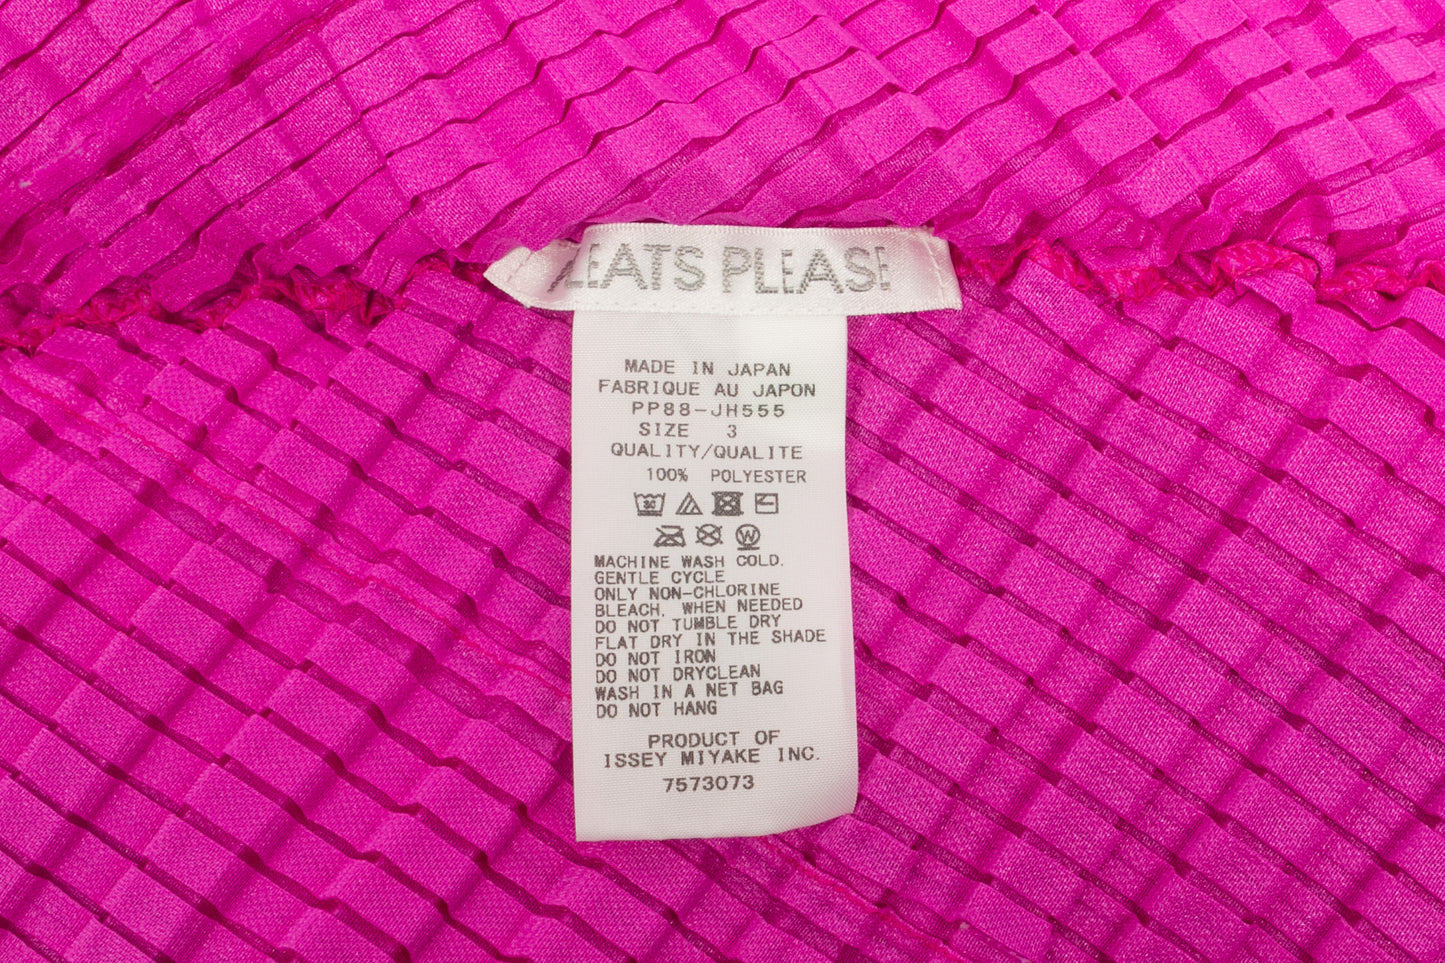 PLEATS PLEASE
MADE IN JAPAN
FABRIQUE AU JAPON
PP88-JH555
SIZE 3
QUALITY/QUALITE
100% POLYESTER
30
W
MACHINE WASH COLD.
GENTLE CYCLE
ONLY NON-CHLORINE
BLEACH, WHEN NEEDED
DO NOT TUMBLE DRY
FLAT DRY IN THE SHADE
DO NOT IRON
DO NOT DRYCLEAN
WASH IN A NET BAG
DO NOT HANG
PRODUCT OF
ISSEY MIYAKE INC.
7573073